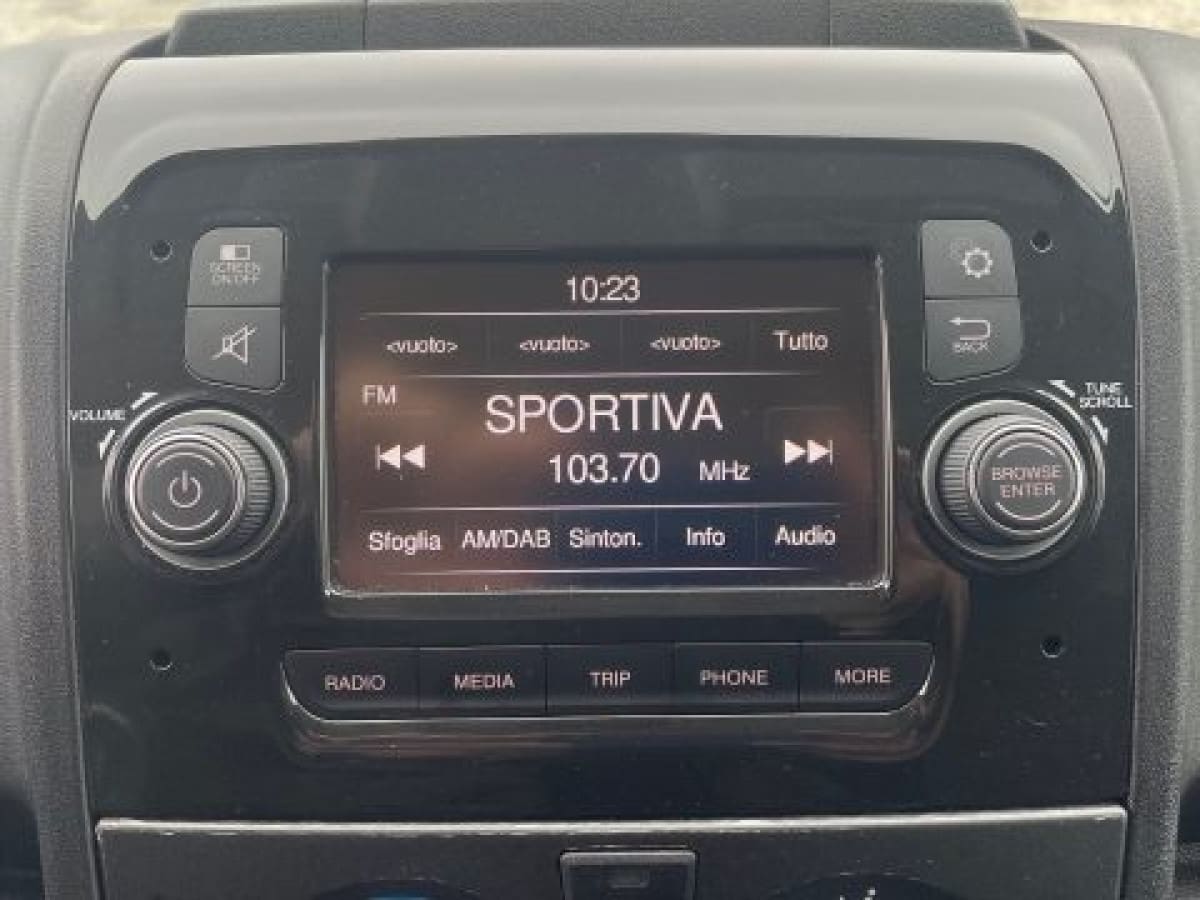 SCREEN
ON/OFF
10:23
<vuoto> <vuoto> <vuoto> Tutto
BACK
VOLUME
FM
TUNE
SCROLL
SPORTIVA
103.70 MHz
BROWSE
ENTER
Sfoglia AM/DAB Sinton. Info Audio
RADIO MEDIA TRIP PHONE MORE